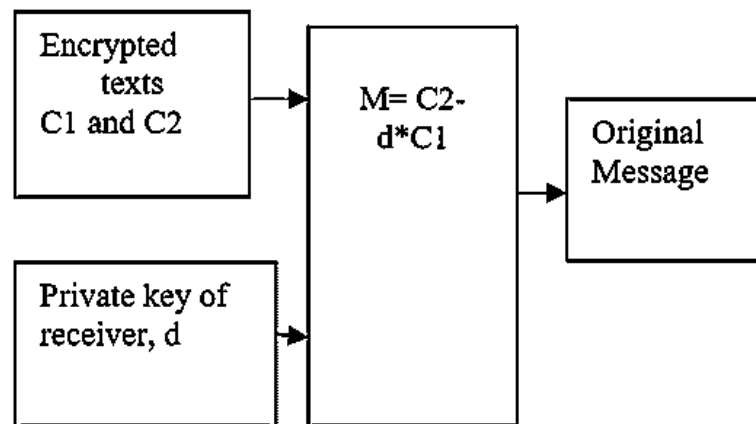 Encrypted
texts
C1 and C2
M= C2-
d*C1
Original
Message
Private key of
receiver, d